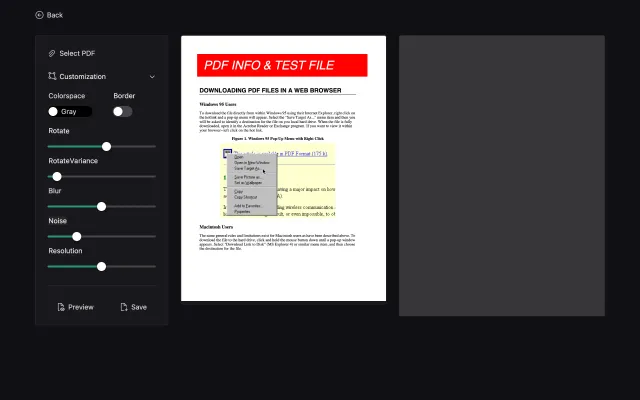 Back
Select PDF
Customization
Colorspace
Border
Gray
Rotate
RotateVariance
Blur
Noise
Resolution
Preview
Save
PDF INFO & TEST FILE
DOWNLOADING PDF FILES IN A WEB BROWSER
Windows 95 Users
To download the file directly from within Windows 95 using their Internet Explorer, right-click on
the hot link and a pop-up menu will appear. Select the "Save Target As..." menu item and then you
will be asked to identify a destination for the file on you local hard drive. When the file is fully
downloaded, open it in the Acrobat Reader or Exchange program. If you want to view it within
your browser - left click on the hot link.
Figure 1. Windows 95 Pop Up Menu with Right Click
in PDF Format (175 k)
Open
Open in New Window
Save Target As...
Save Picture as...
Set as Wallpaper
Copy
Copy Shortcut
Add to Favorites...
Properties
having a major impact on how
ding wireless communication
t, or even impossible, to of
Macintosh Users
The same general rules and limitations exist for Macintosh users as have been described above. To
download the file to the hard drive, click and hold the mouse button down until a pop-up window
appears. Select "Download Link to Disk" (MS Explorer 4) or similar menu item, and then choose
the destination for the file.